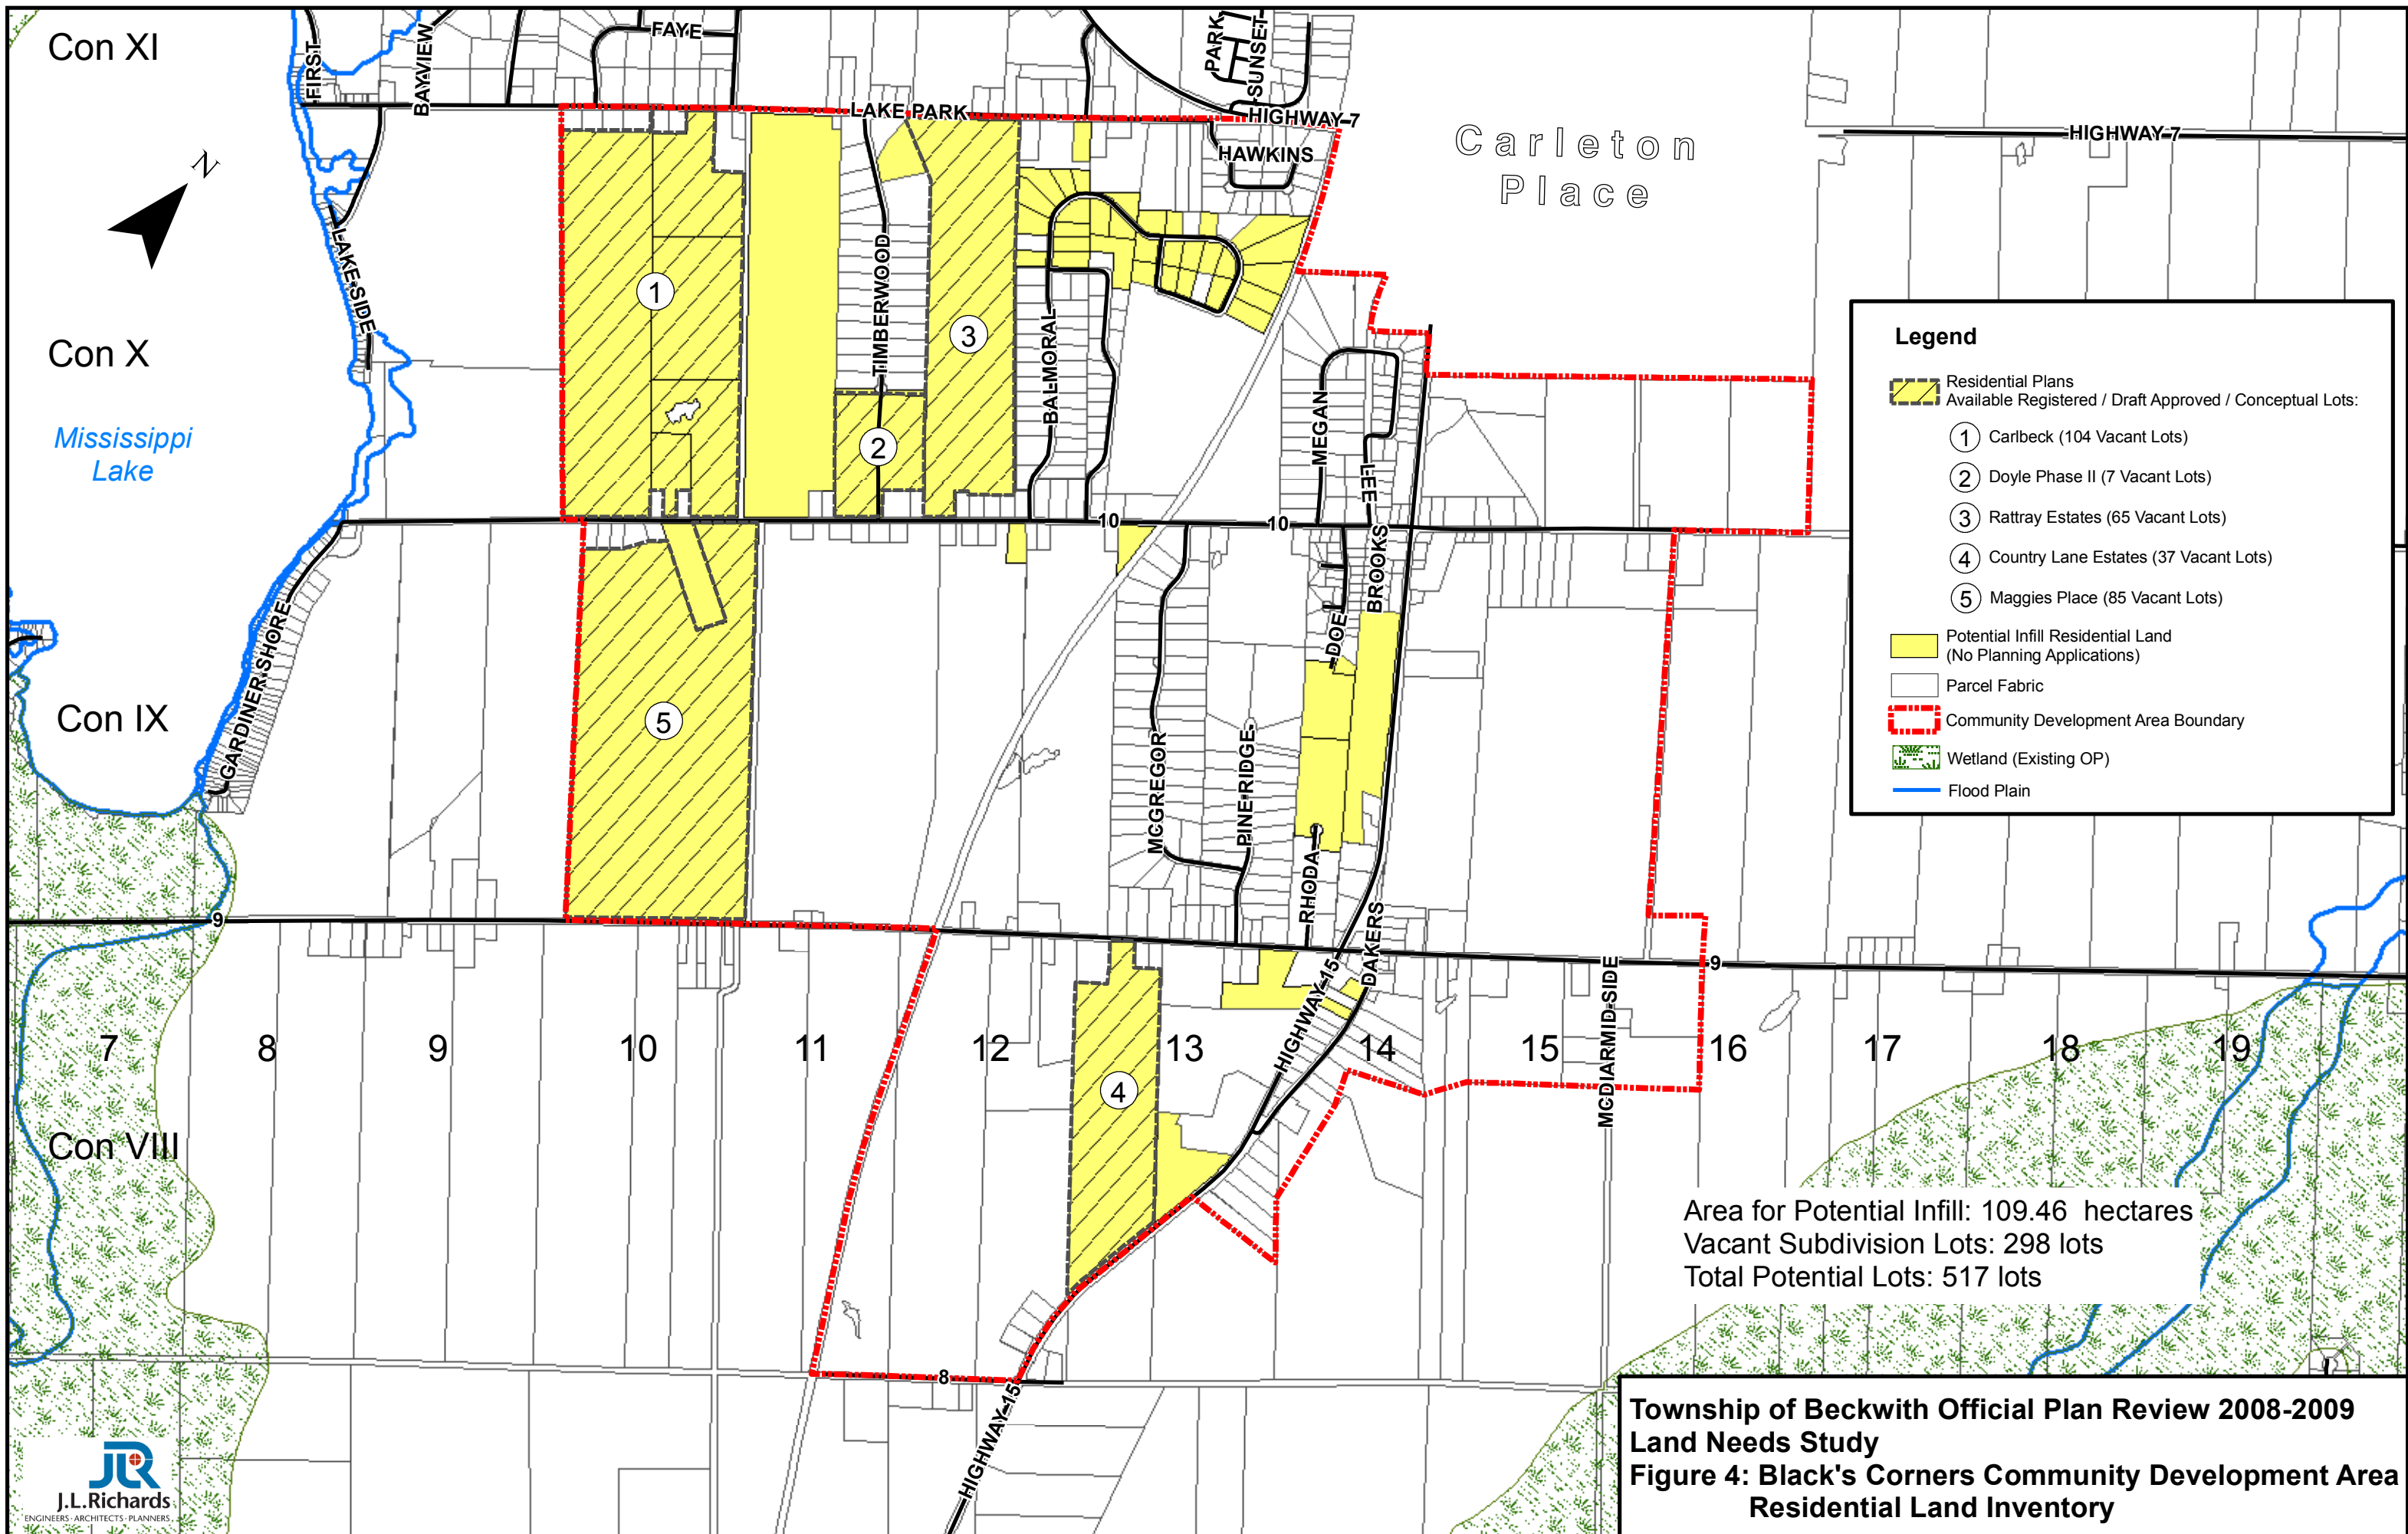 Con XI
FIRST
BAYVIEW
FAYE
PARK
SUNSET
LAKE PARK
HIGHWAY 7
HIGHWAY 7
HAWKINS
Carleton
Place
N
LAKE SIDE
1
TIMBERWOOD
3
BALMORAL
2
MEGAN
LEE
Con X
Mississippi
Lake
10
10
BROOKS
DOE
GARDINER SHORE
Con IX
5
MCGREGOR
PINE RIDGE
RHODA
DAKERS
9
9
HIGHWAY 15
MCDIARMID SIDE
7
8
9
10
11
12
13
14
15
16
17
18
19
4
Con VIII
8
HIGHWAY 15
Legend
Residential Plans
Available Registered / Draft Approved / Conceptual Lots:
1 Carlbeck (104 Vacant Lots)
2 Doyle Phase II (7 Vacant Lots)
3 Rattray Estates (65 Vacant Lots)
4 Country Lane Estates (37 Vacant Lots)
5 Maggies Place (85 Vacant Lots)
Potential Infill Residential Land
(No Planning Applications)
Parcel Fabric
Community Development Area Boundary
Wetland (Existing OP)
Flood Plain
Area for Potential Infill: 109.46 hectares
Vacant Subdivision Lots: 298 lots
Total Potential Lots: 517 lots
JLR
J.L.Richards
ENGINEERS · ARCHITECTS · PLANNERS
Township of Beckwith Official Plan Review 2008-2009
Land Needs Study
Figure 4: Black's Corners Community Development Area
Residential Land Inventory